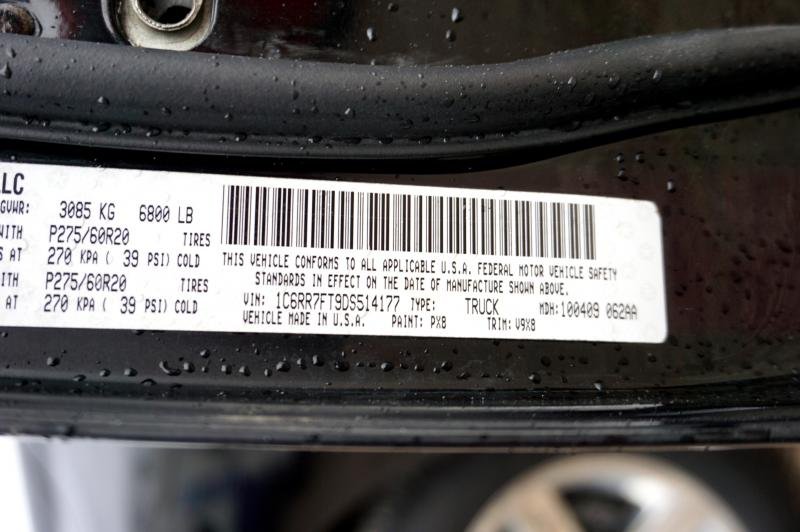 LLC
GVWR: 3085 KG 6800 LB
WITH P275/60R20 TIRES
S AT 270 KPA ( 39 PSI) COLD
WITH P275/60R20 TIRES
AT 270 KPA ( 39 PSI) COLD
THIS VEHICLE CONFORMS TO ALL APPLICABLE U.S.A. FEDERAL MOTOR VEHICLE SAFETY
STANDARDS IN EFFECT ON THE DATE OF MANUFACTURE SHOWN ABOVE.
VIN: 1C6RR7FT9DS514177 TYPE: TRUCK MDH:100409 062AA
VEHICLE MADE IN U.S.A. PAINT: PX8 TRIM: V9X8